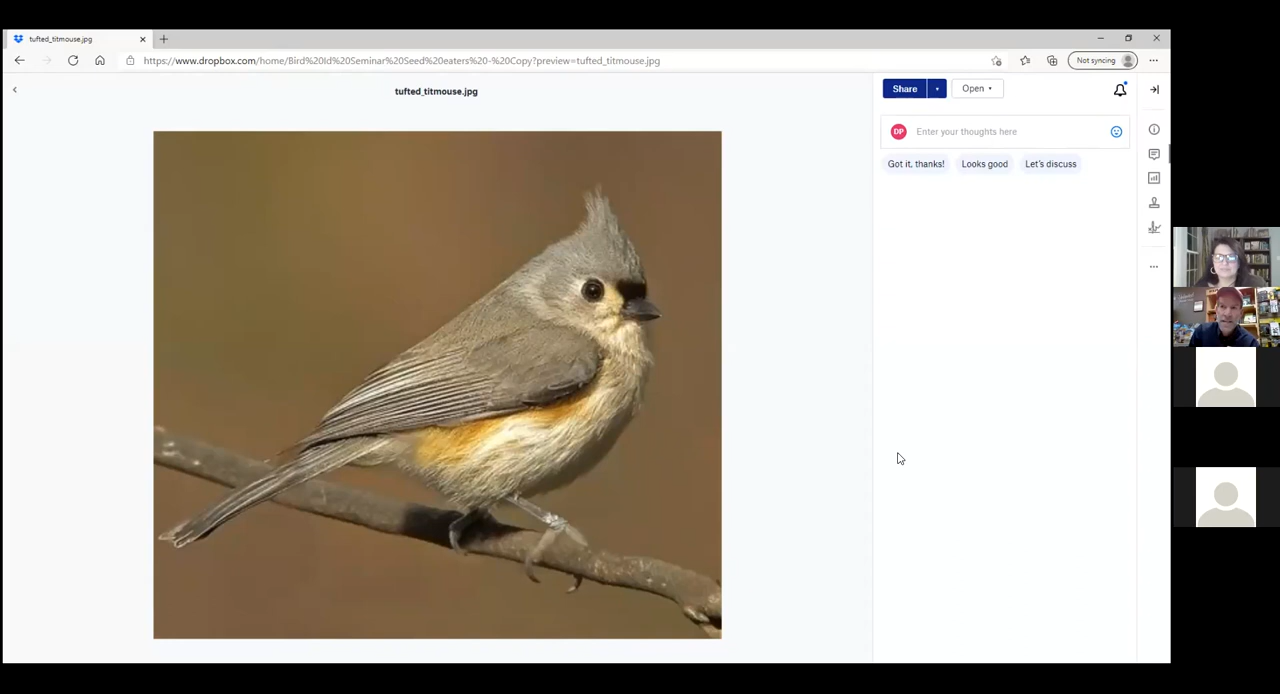 tufted_titmouse.jpg
Not syncing
https://www.dropbox.com/home/Bird%20Id%20Seminar%20Seed%20eaters%20-%20Copy?preview=tufted_titmouse.jpg
tufted_titmouse.jpg
Share
Open
DP
Enter your thoughts here
Got it, thanks! Looks good Let's discuss